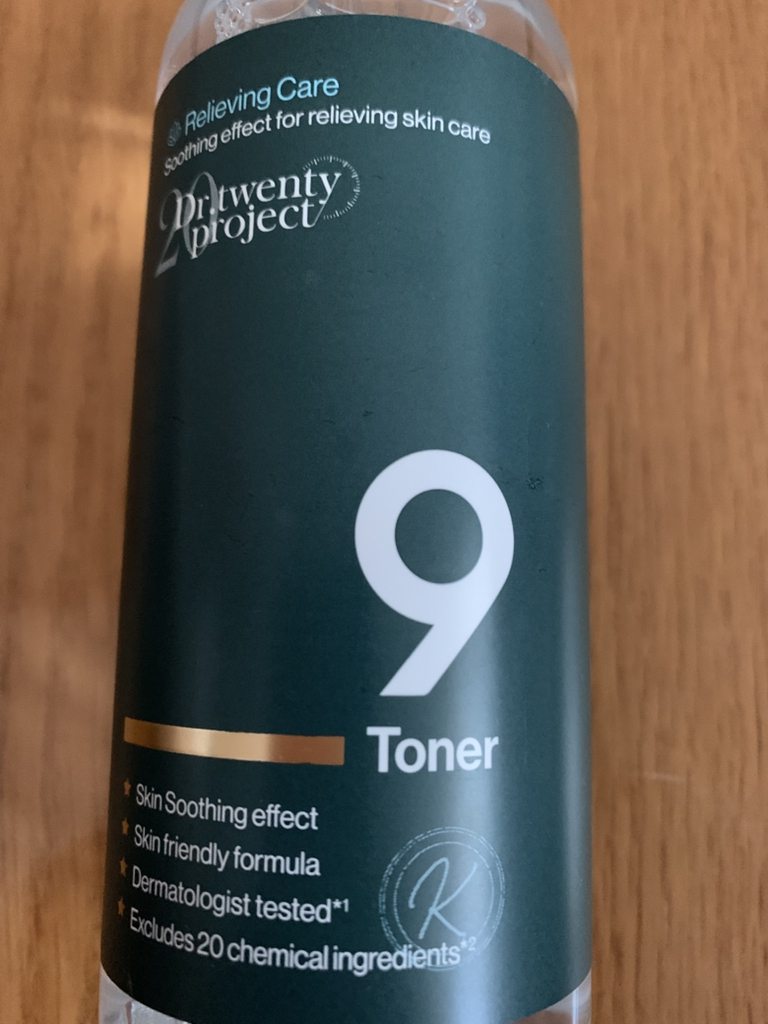 Relieving Care
Soothing effect for relieving skin care
20
Dr.twenty
project
9
Toner
Skin Soothing effect
Skin friendly formula
Dermatologist tested*1
Excludes 20 chemical ingredients*2
K